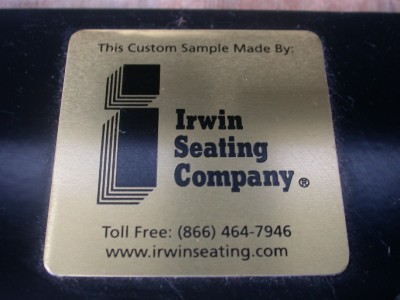 This Custom Sample Made By:
Irwin
Seating
Company®
Toll Free: (866) 464-7946
www.irwinseating.com